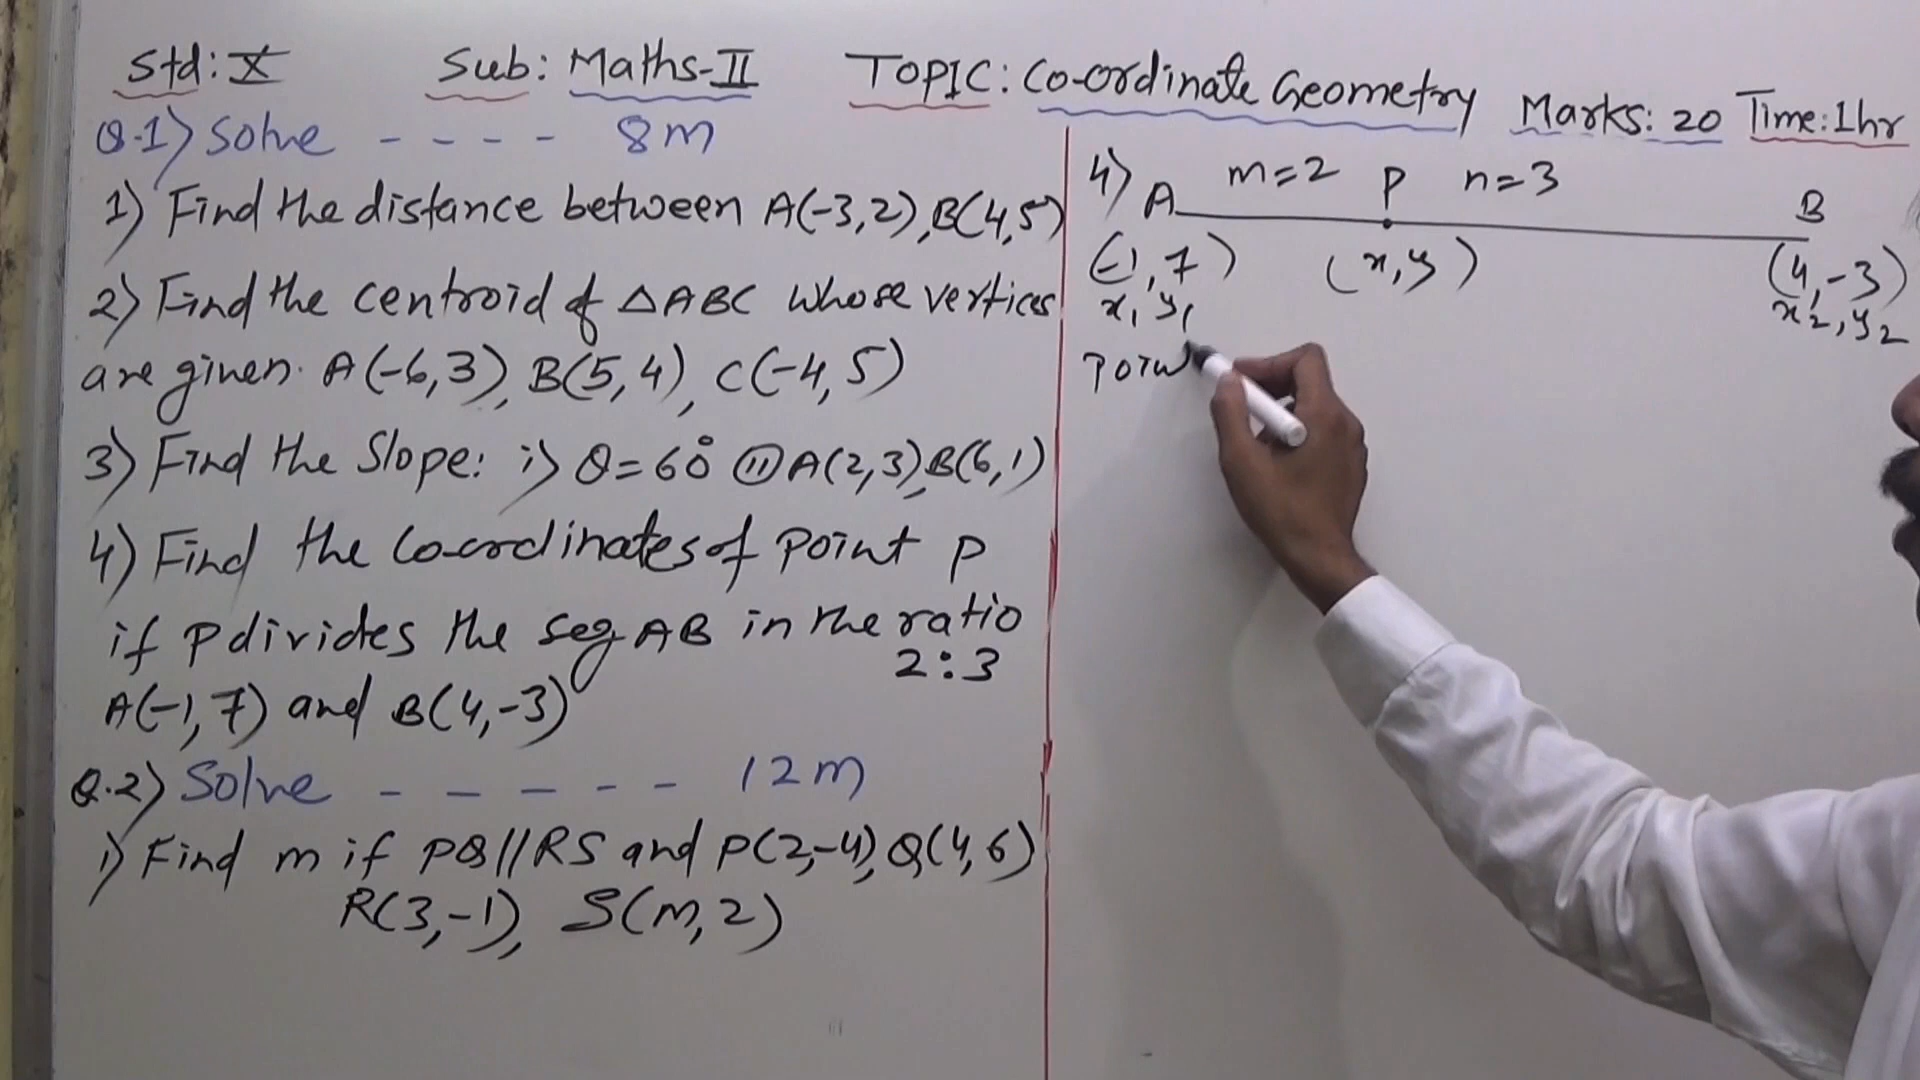 Std: X Sub: Maths-II TOPIC: Co-ordinate Geometry Marks: 20 Time: 1hr
Q.1) Solve - - - - 8m
1) Find the distance between A(-3,2), B(4,5)
2) Find the centroid of △ABC whose vertices
are given. A(-6,3), B(5,4), C(-4,5)
3) Find the Slope: i) θ=60° (ii) A(2,3), B(6,1)
4) Find the Co-ordinates of Point P
if P divides the seg AB in the ratio
2:3
A(-1,7) and B(4,-3)
Q.2) Solve - - - - - - 12m
i) Find m if PQ//RS and P(2,-4), Q(4,6)
R(3,-1), S(m,2)
4) A m=2 P n=3 B
(-1,7) (x,y) (4,-3)
x₁ y₁ x₂,y₂
Point